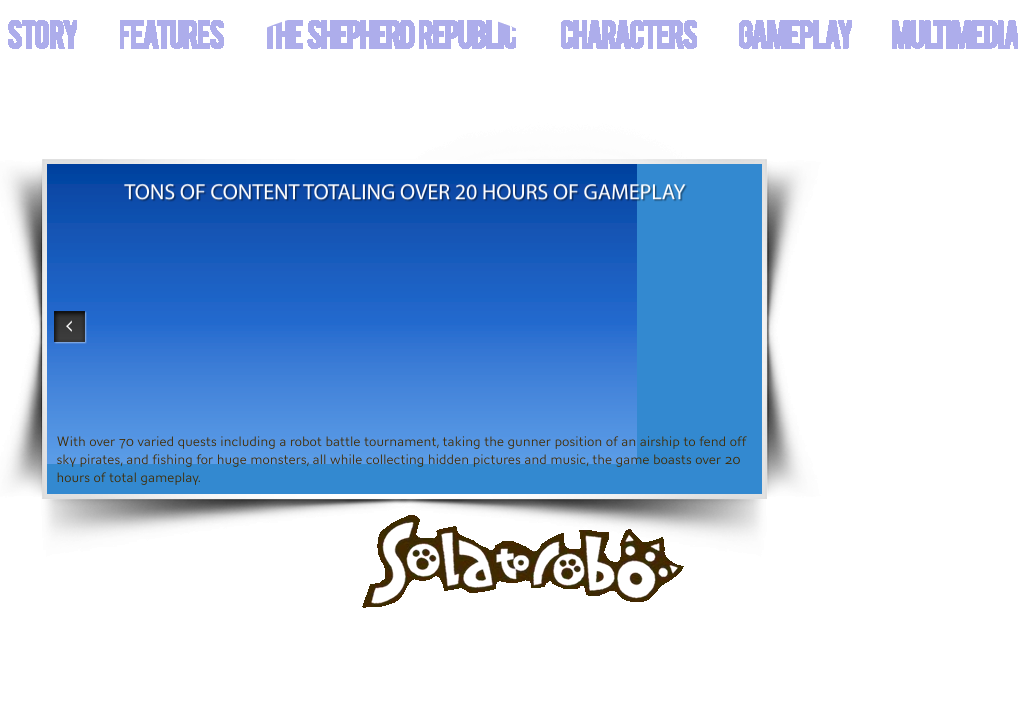 STORY FEATURES THE SHEPHERD REPUBLIC CHARACTERS GAMEPLAY MULTIMEDIA
TONS OF CONTENT TOTALING OVER 20 HOURS OF GAMEPLAY
With over 70 varied quests including a robot battle tournament, taking the gunner position of an airship to fend off
sky pirates, and fishing for huge monsters, all while collecting hidden pictures and music, the game boasts over 20
hours of total gameplay.
Solatorobo